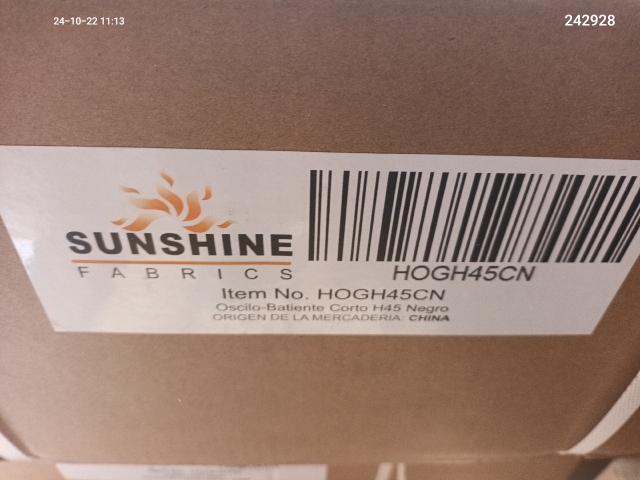 24-10-22 11:13
242928
SUNSHINE
FABRICS
HOGH45CN
Item No. HOGH45CN
Oscilo-Batiente Corto H45 Negro
ORIGEN DE LA MERCADERIA: CHINA